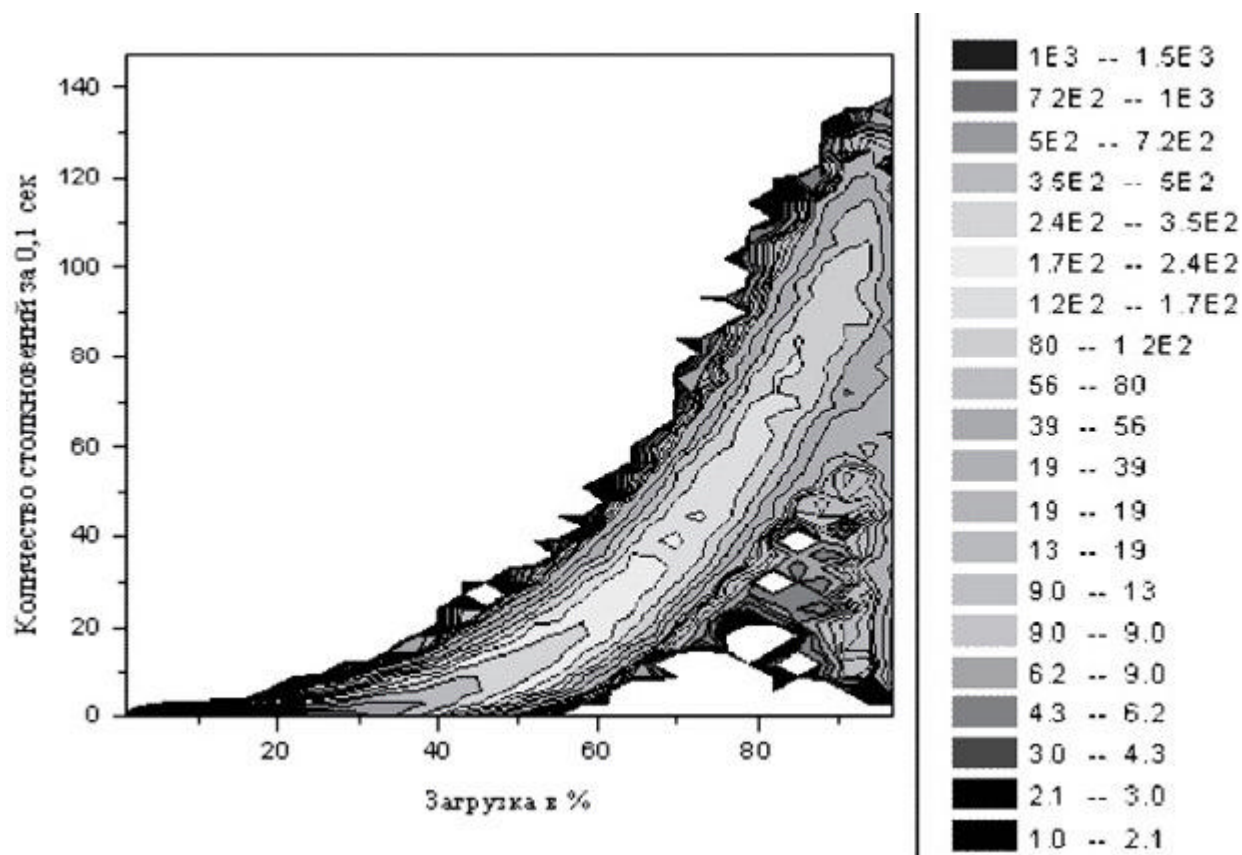 Количество столкновений за 0,1 сек
140
120
100
80
60
40
20
0
20
40
60
80
Загрузка в %
1E3 -- 1.5E3
7.2E2 -- 1E3
5E2 -- 7.2E2
3.5E2 -- 5E2
2.4E2 -- 3.5E2
1.7E2 -- 2.4E2
1.2E2 -- 1.7E2
80 -- 1 2E2
56 -- 80
39 -- 56
19 -- 39
19 -- 19
13 -- 19
9.0 -- 13
9.0 -- 9.0
6.2 -- 9.0
4.3 -- 6.2
3.0 -- 4.3
2.1 -- 3.0
1.0 -- 2.1